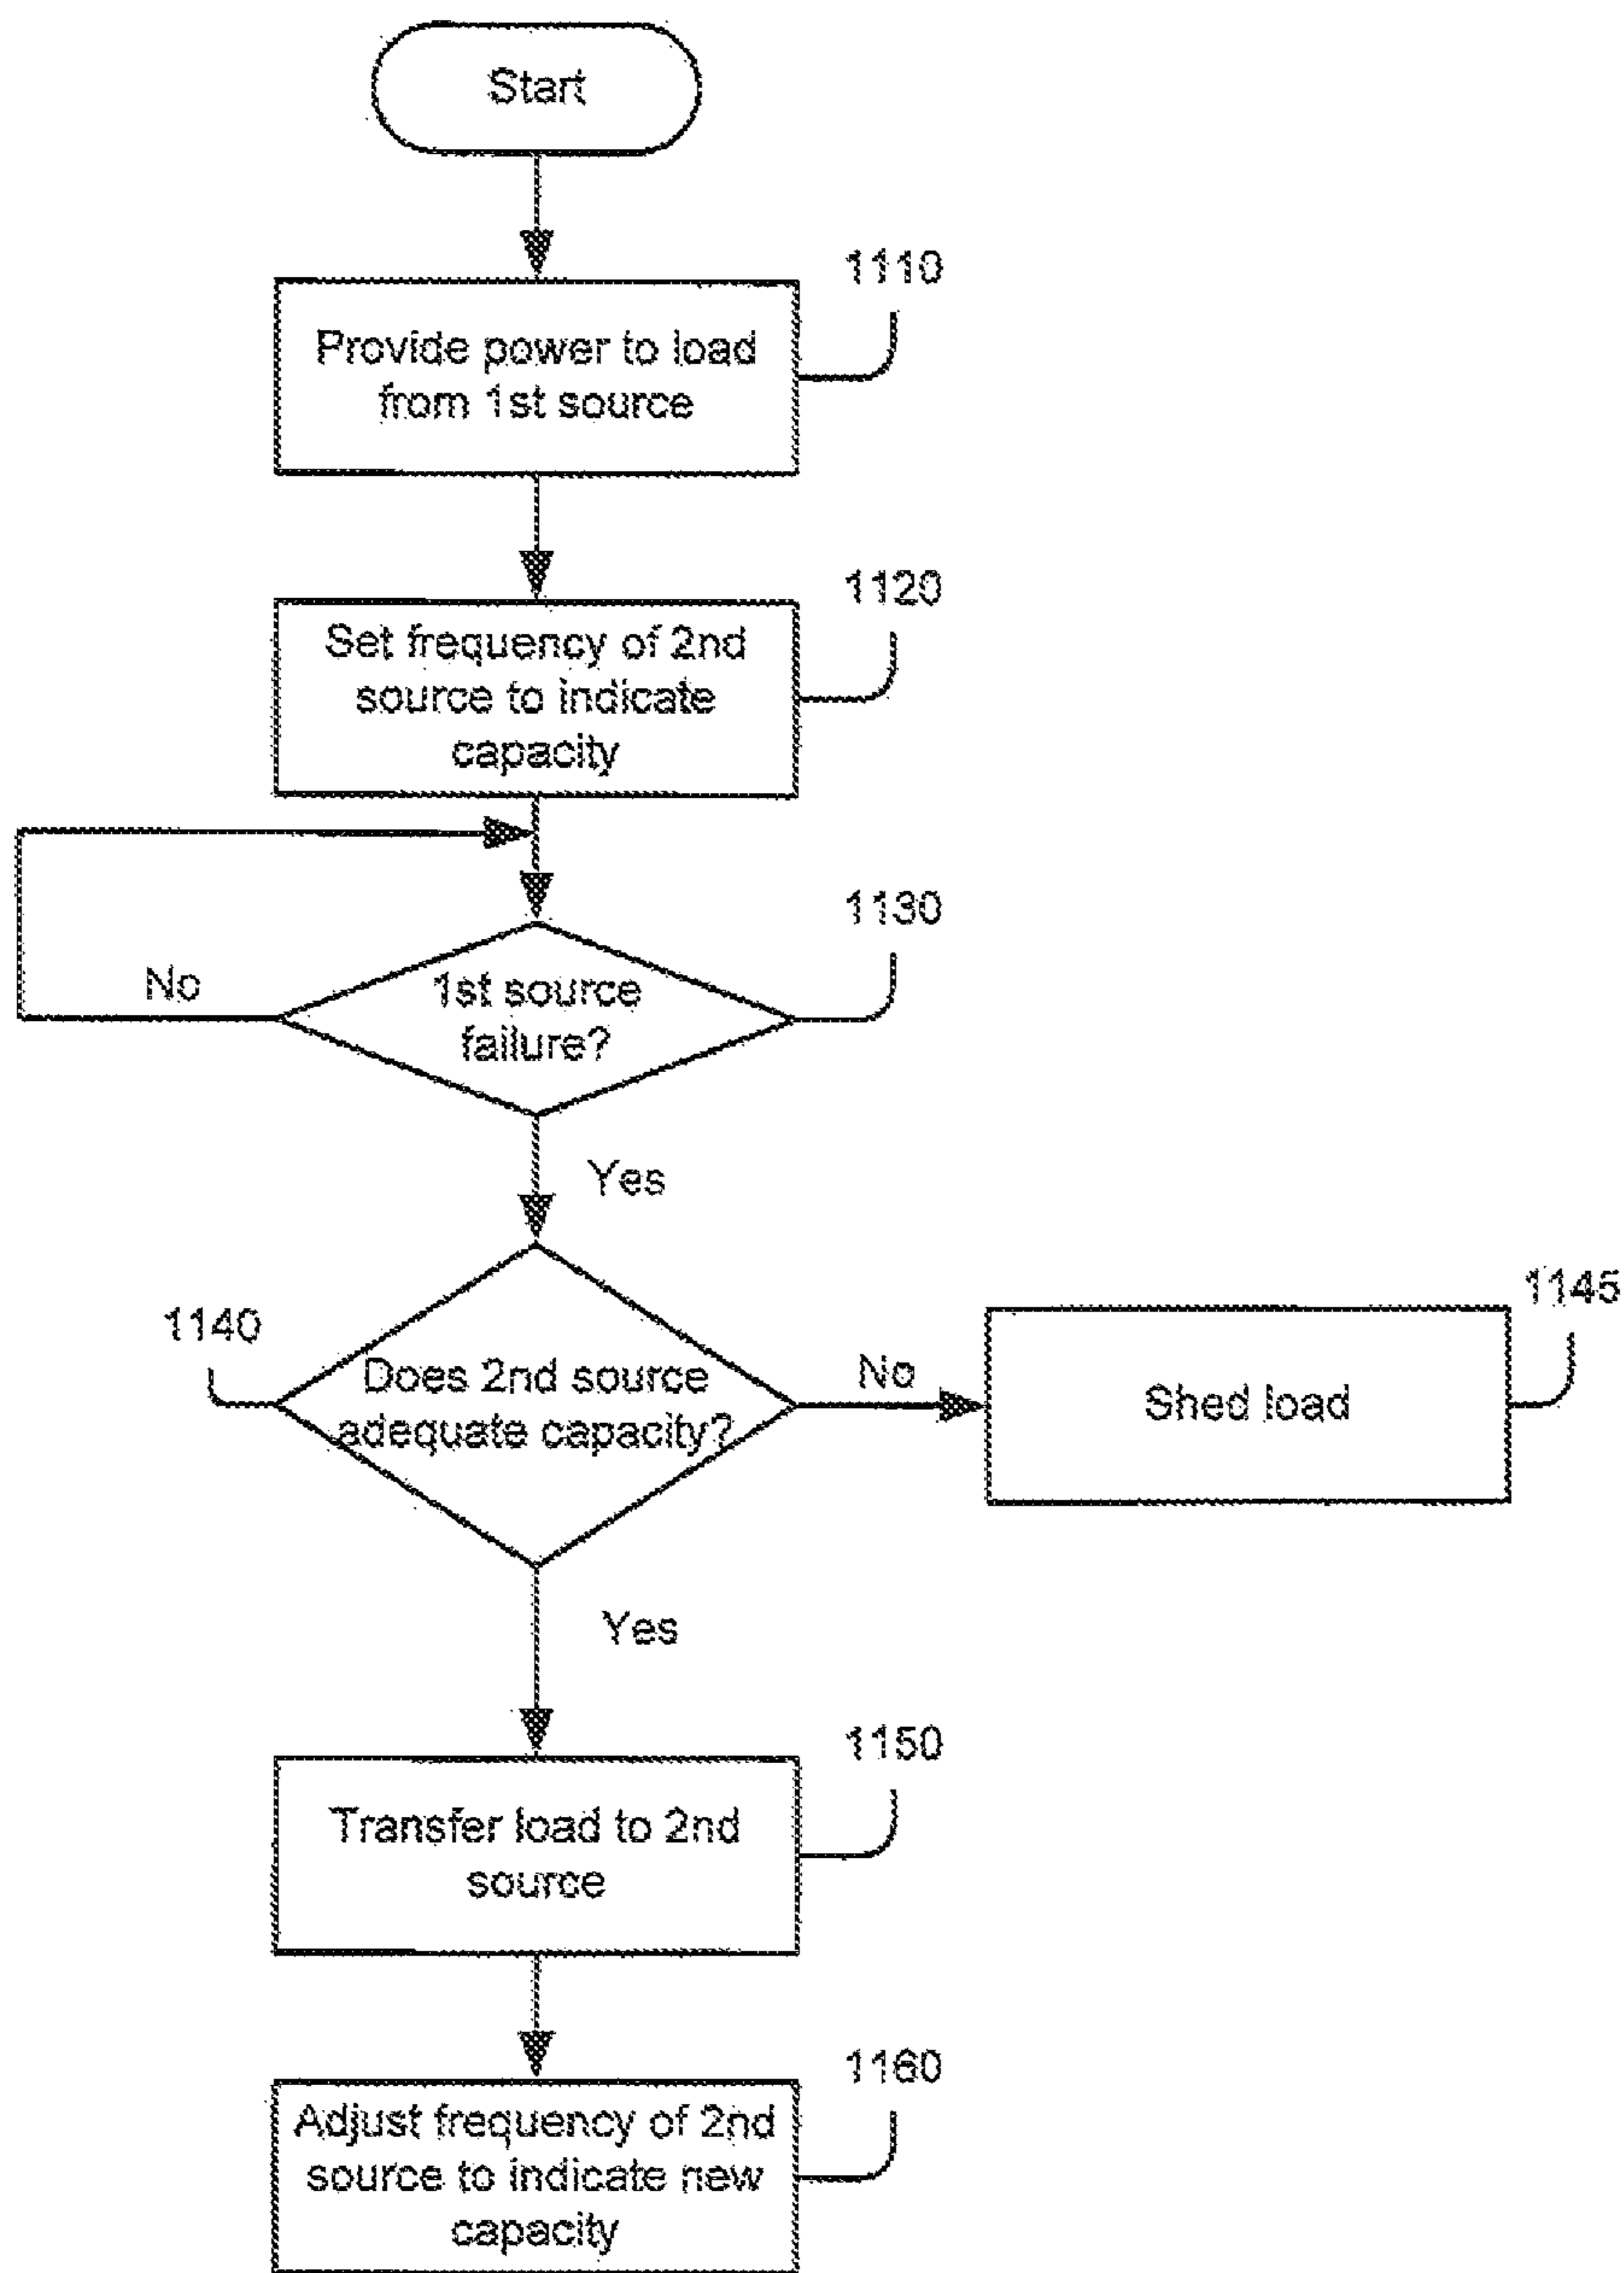 Start
1110
Provide power to load
from 1st source
1120
Set frequency of 2nd
source to indicate
capacity
1130
No
1st source
failure?
Yes
1145
1140
Does 2nd source
adequate capacity?
No
Shed load
Yes
1150
Transfer load to 2nd
source
1160
Adjust frequency of 2nd
source to indicate new
capacity